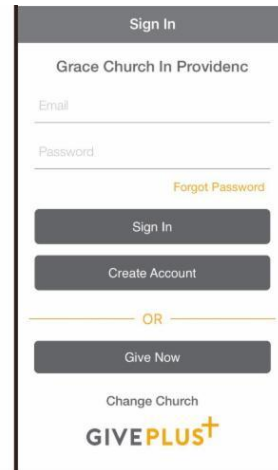 Sign In
Grace Church In Providenc
Email
Password
Forgot Password
Sign In
Create Account
OR
Give Now
Change Church
GIVEPLUS+